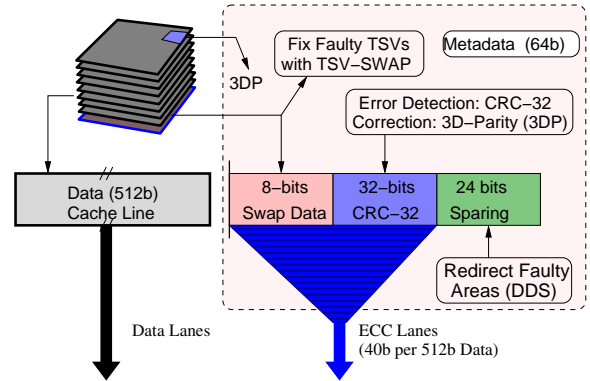 Fix Faulty TSVs
with TSV−SWAP
Metadata (64b)
3DP
Error Detection: CRC−32
Correction: 3D−Parity (3DP)
Data (512b)
Cache Line
8−bits
Swap Data
32−bits
CRC−32
24 bits
Sparing
Redirect Faulty
Areas (DDS)
Data Lanes
ECC Lanes
(40b per 512b Data)